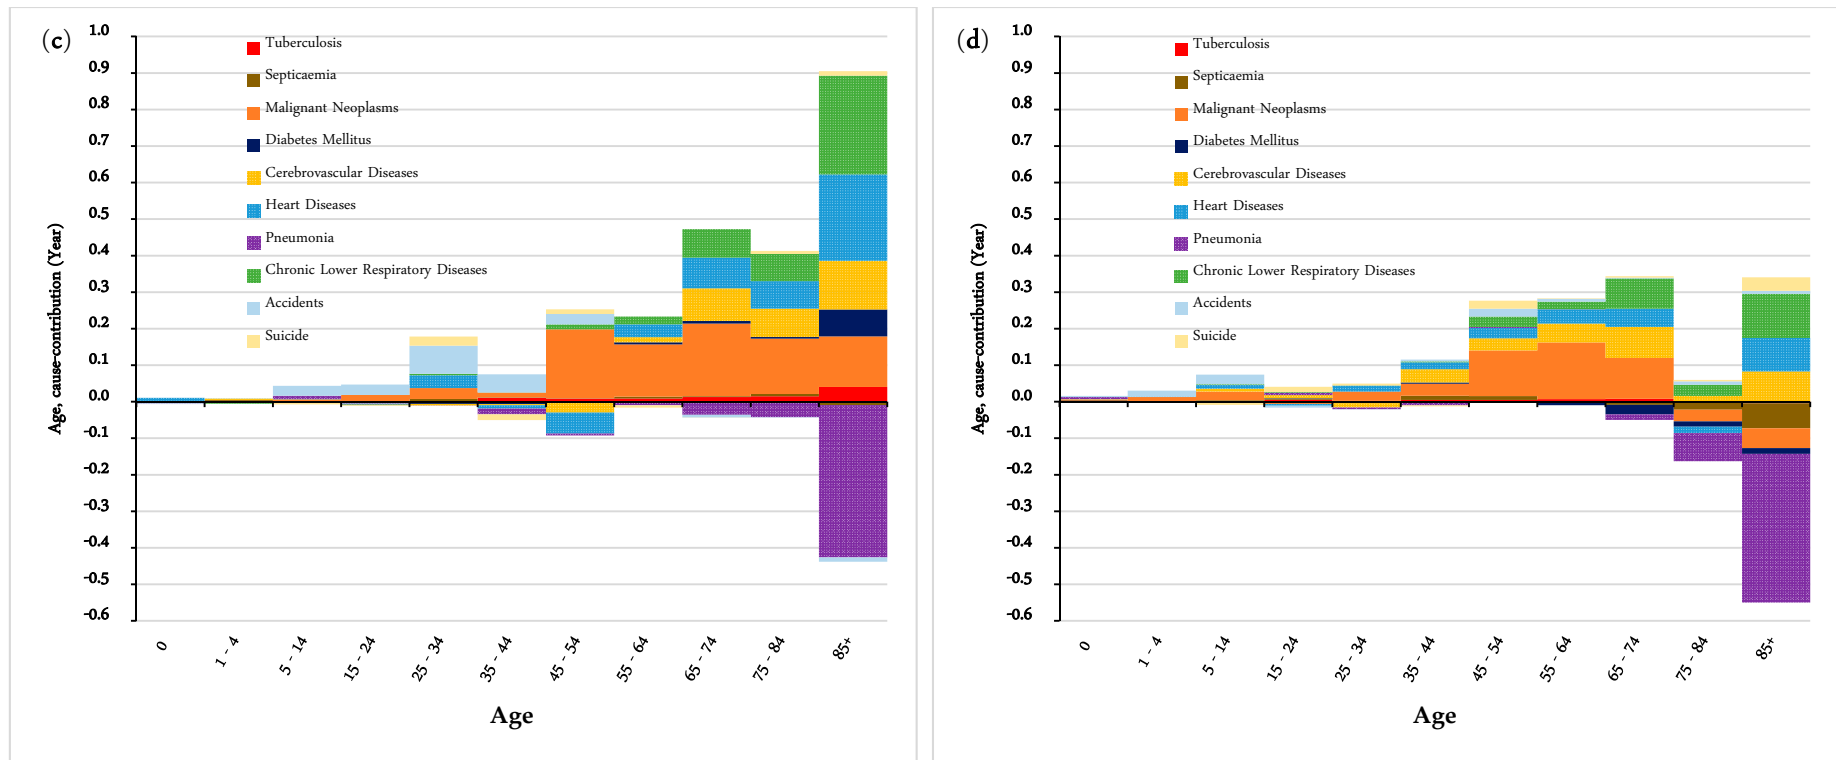 (c)
Age, cause-contribution (Year)
1.0
0.9
0.8
0.7
0.6
0.5
0.4
0.3
0.2
0.1
0.0
-0.1
-0.2
-0.3
-0.4
-0.5
-0.6
Tuberculosis
Septicaemia
Malignant Neoplasms
Diabetes Mellitus
Cerebrovascular Diseases
Heart Diseases
Pneumonia
Chronic Lower Respiratory Diseases
Accidents
Suicide
0
1 - 4
5 - 14
15 - 24
25 - 34
35 - 44
45 - 54
55 - 64
65 - 74
75 - 84
85+
Age
(d)
Age, cause-contribution (Year)
1.0
0.9
0.8
0.7
0.6
0.5
0.4
0.3
0.2
0.1
0.0
-0.1
-0.2
-0.3
-0.4
-0.5
-0.6
Tuberculosis
Septicaemia
Malignant Neoplasms
Diabetes Mellitus
Cerebrovascular Diseases
Heart Diseases
Pneumonia
Chronic Lower Respiratory Diseases
Accidents
Suicide
0
1 - 4
5 - 14
15 - 24
25 - 34
35 - 44
45 - 54
55 - 64
65 - 74
75 - 84
85+
Age